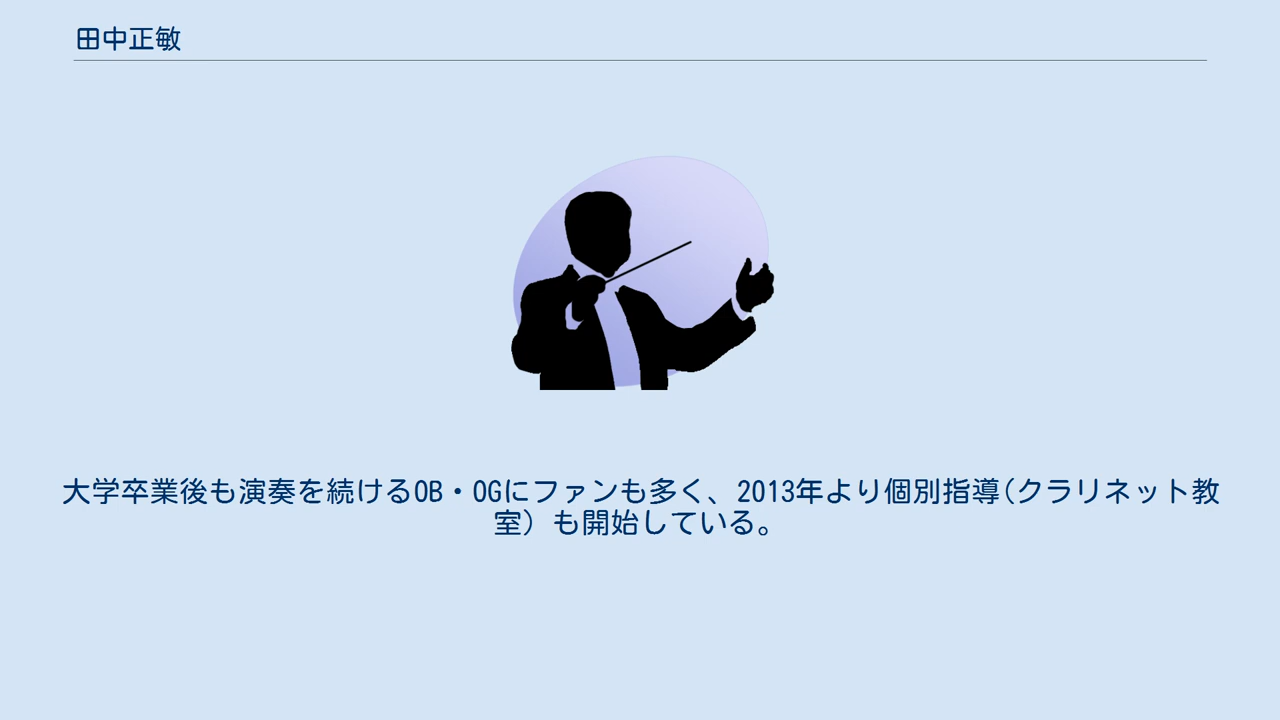 田中正敏
大学卒業後も演奏を続けるOB・OGにファンも多く、2013年より個別指導(クラリネット教
室）も開始している。